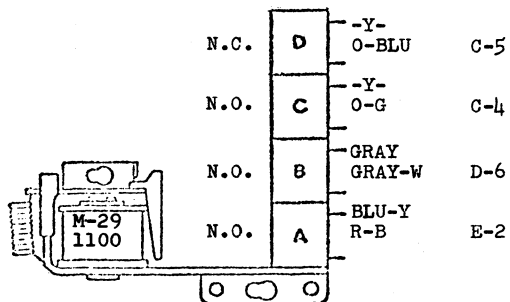 N.C. D -Y- O-BLU C-5
N.O. C -Y- O-G C-4
N.O. B GRAY GRAY-W D-6
N.O. A BLU-Y R-B E-2
M-29
1100